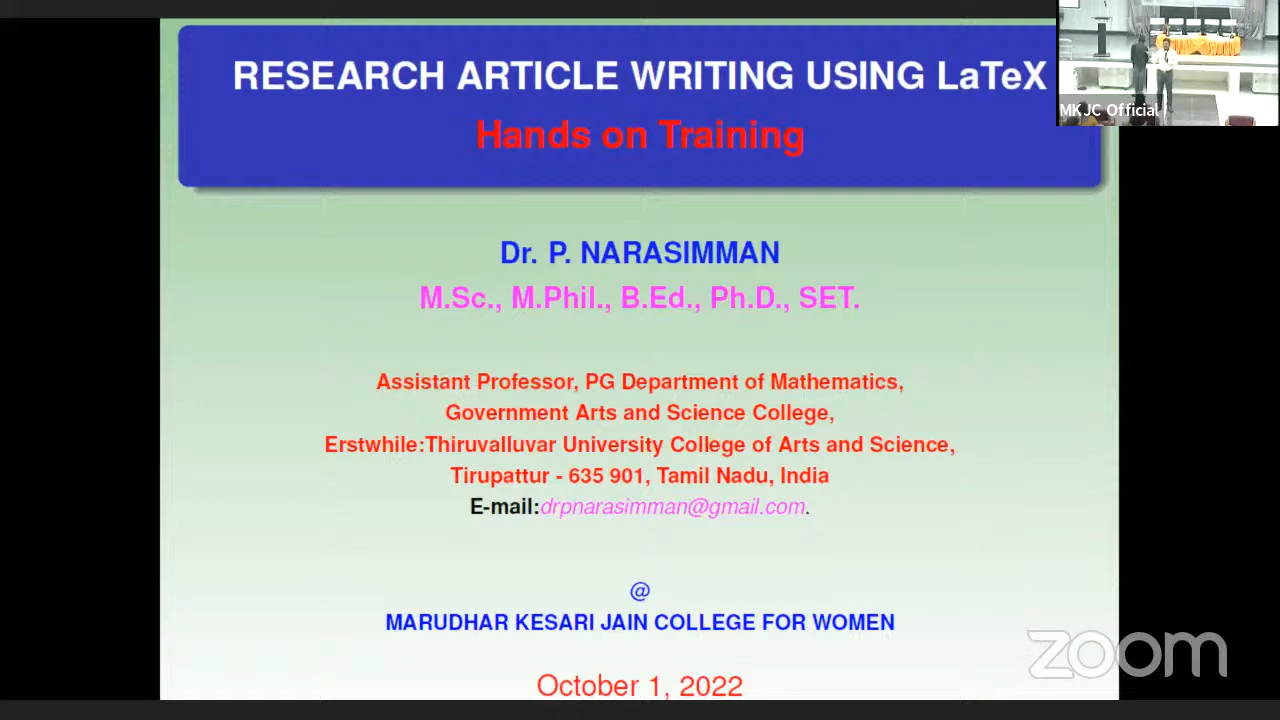 RESEARCH ARTICLE WRITING USING LaTeX
Hands on Training
MKJC Official
Dr. P. NARASIMMAN
M.Sc., M.Phil., B.Ed., Ph.D., SET.
Assistant Professor, PG Department of Mathematics,
Government Arts and Science College,
Erstwhile:Thiruvalluvar University College of Arts and Science,
Tirupattur - 635 901, Tamil Nadu, India
E-mail:drpnarasimman@gmail.com.
@
MARUDHAR KESARI JAIN COLLEGE FOR WOMEN
zoom
October 1, 2022